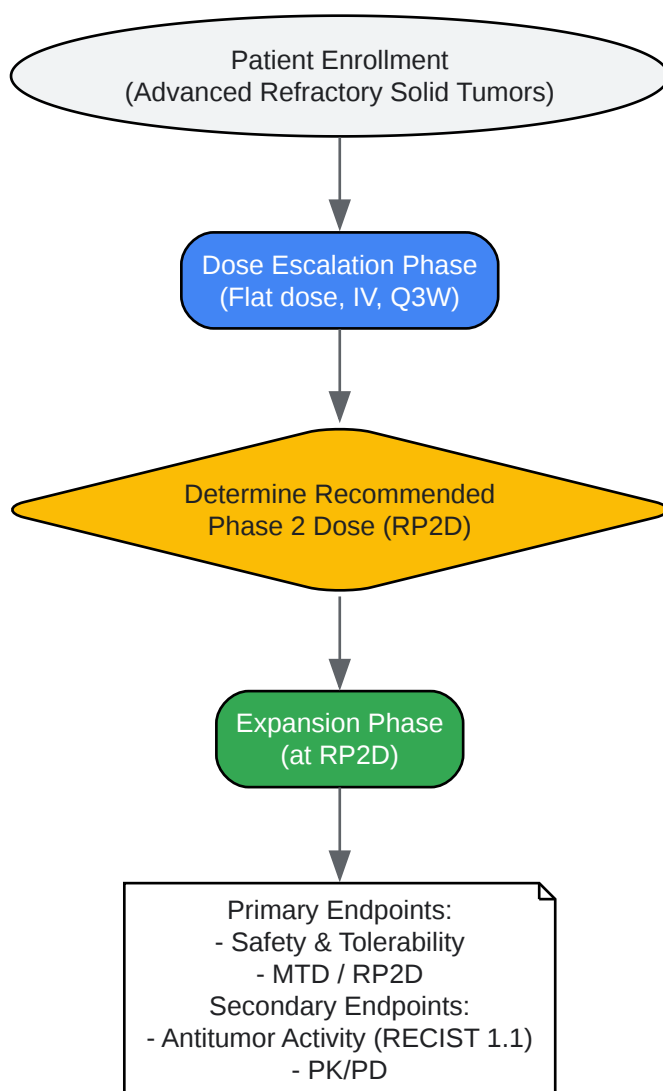 Patient Enrollment
(Advanced Refractory Solid Tumors)
Dose Escalation Phase
(Flat dose, IV, Q3W)
Determine Recommended
Phase 2 Dose (RP2D)
Expansion Phase
(at RP2D)
Primary Endpoints:
- Safety & Tolerability
- MTD / RP2D
Secondary Endpoints:
- Antitumor Activity (RECIST 1.1)
- PK/PD